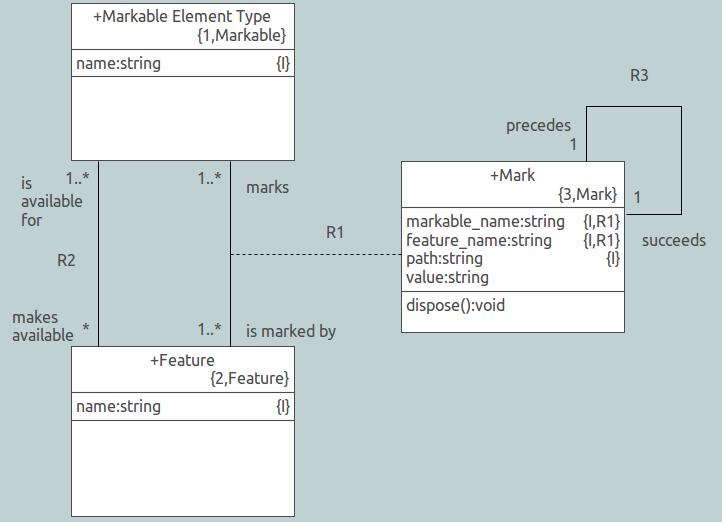 +Markable Element Type
{1,Markable}
name:string {I}
is
available
for
1..*
1..*
marks
R2
R1
makes
available
*
1..*
is marked by
+Feature
{2,Feature}
name:string {I}
R3
precedes
1
+Mark
{3,Mark}
markable_name:string {I,R1}
feature_name:string {I,R1}
path:string {I}
value:string
dispose():void
1
succeeds